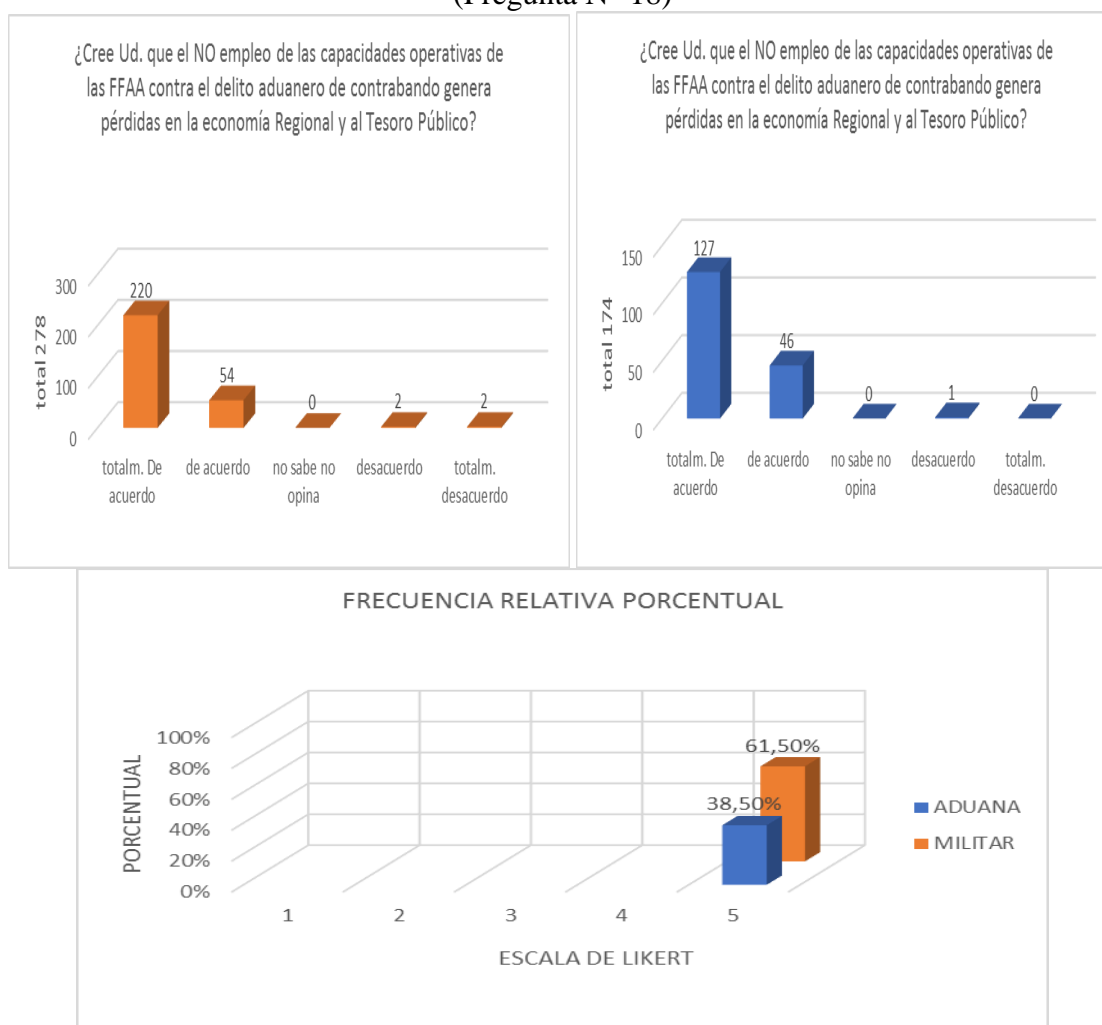 (Pregunta N° 18)
¿Cree Ud. que el NO empleo de las capacidades operativas de
las FFAA contra el delito aduanero de contrabando genera
pérdidas en la economía Regional y al Tesoro Público?
total 278
300
200
100
0
220
54
0
2
2
totalm. De
acuerdo
de acuerdo
no sabe no
opina
desacuerdo
totalm.
desacuerdo
¿Cree Ud. que el NO empleo de las capacidades operativas de
las FFAA contra el delito aduanero de contrabando genera
pérdidas en la economía Regional y al Tesoro Público?
total 174
150
100
50
0
127
46
0
1
0
totalm. De
acuerdo
de acuerdo
no sabe no
opina
desacuerdo
totalm.
desacuerdo
FRECUENCIA RELATIVA PORCENTUAL
PORCENTUAL
100%
80%
60%
40%
20%
0%
61,50%
38,50%
1 2 3 4 5
ESCALA DE LIKERT
ADUANA
MILITAR